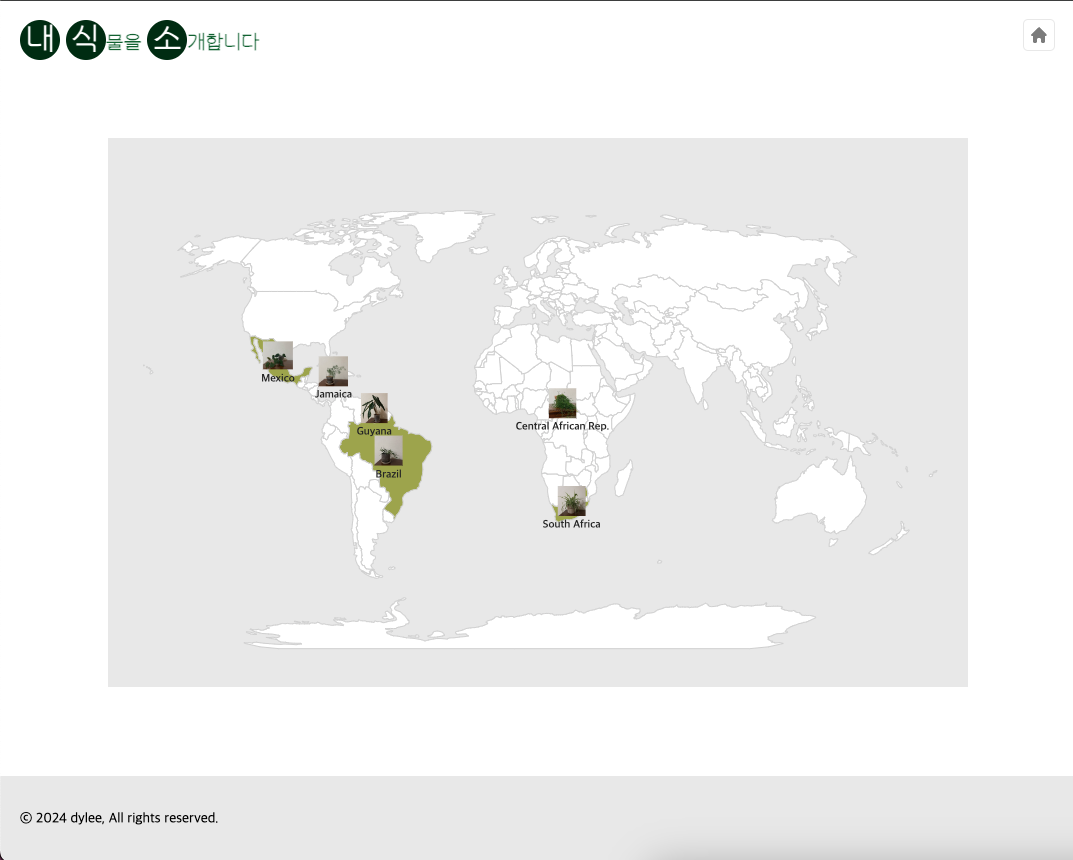 내 식물을 소개합니다
Mexico
Jamaica
Guyana
Central African Rep.
Brazil
South Africa
© 2024 dylee, All rights reserved.